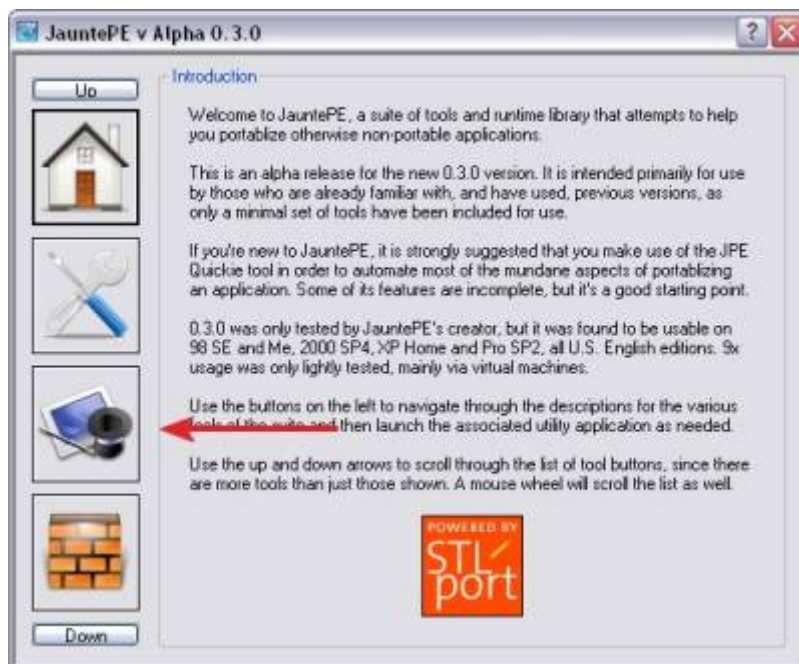 JauntePE v Alpha 0.3.0
Up
Introduction
Welcome to JauntePE, a suite of tools and runtime library that attempts to help
you portablize otherwise non-portable applications.
This is an alpha release for the new 0.3.0 version. It is intended primarily for use
by those who are already familiar with, and have used, previous versions, as
only a minimal set of tools have been included for use.
If you're new to JauntePE, it is strongly suggested that you make use of the JPE
Quickie tool in order to automate most of the mundane aspects of portablizing
an application. Some of its features are incomplete, but it's a good starting point.
0.3.0 was only tested by JauntePE's creator, but it was found to be usable on
98 SE and Me, 2000 SP4, XP Home and Pro SP2, all U.S. English editions. 9x
usage was only lightly tested, mainly via virtual machines.
Use the buttons on the left to navigate through the descriptions for the various
tools of the suite and then launch the associated utility application as needed.
Use the up and down arrows to scroll through the list of tool buttons, since there
are more tools than just those shown. A mouse wheel will scroll the list as well.
POWERED BY
STL
port
Down